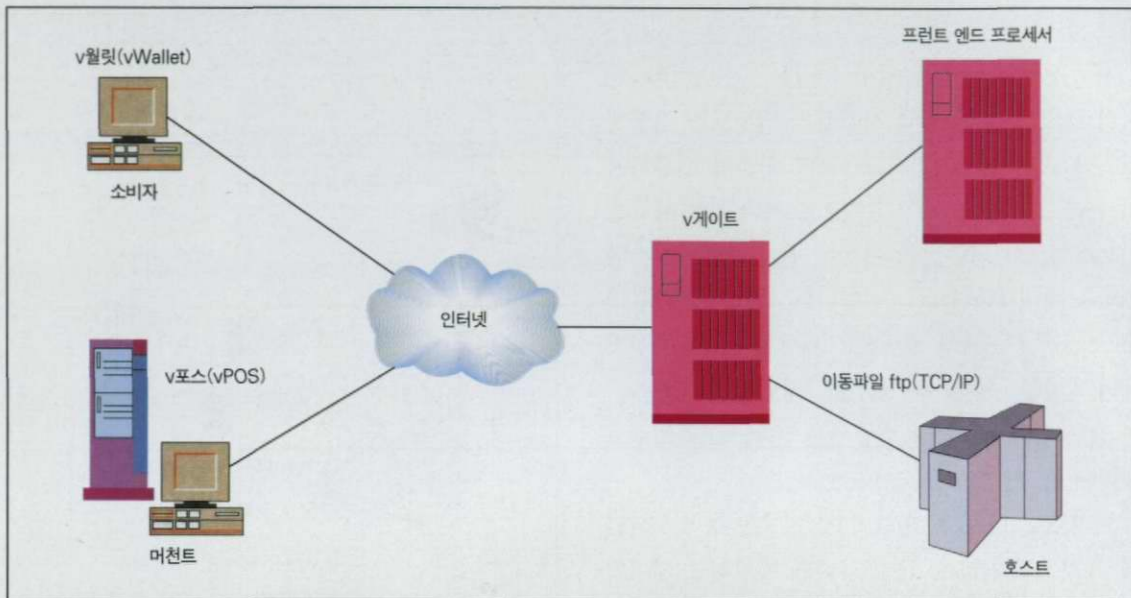 v월릿(vWallet)
소비자
v포스(vPOS)
머천트
인터넷
v게이트
프런트 엔드 프로세서
이동파일 ftp(TCP/IP)
호스트